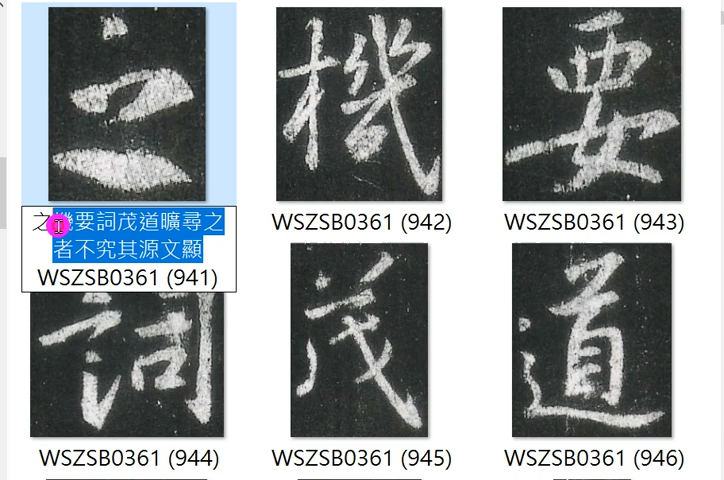 之 機 要
之機要詞茂道曠尋之
者不究其源文顯
WSZSB0361 (941)
WSZSB0361 (942)
WSZSB0361 (943)
詞 茂 道
WSZSB0361 (944)
WSZSB0361 (945)
WSZSB0361 (946)